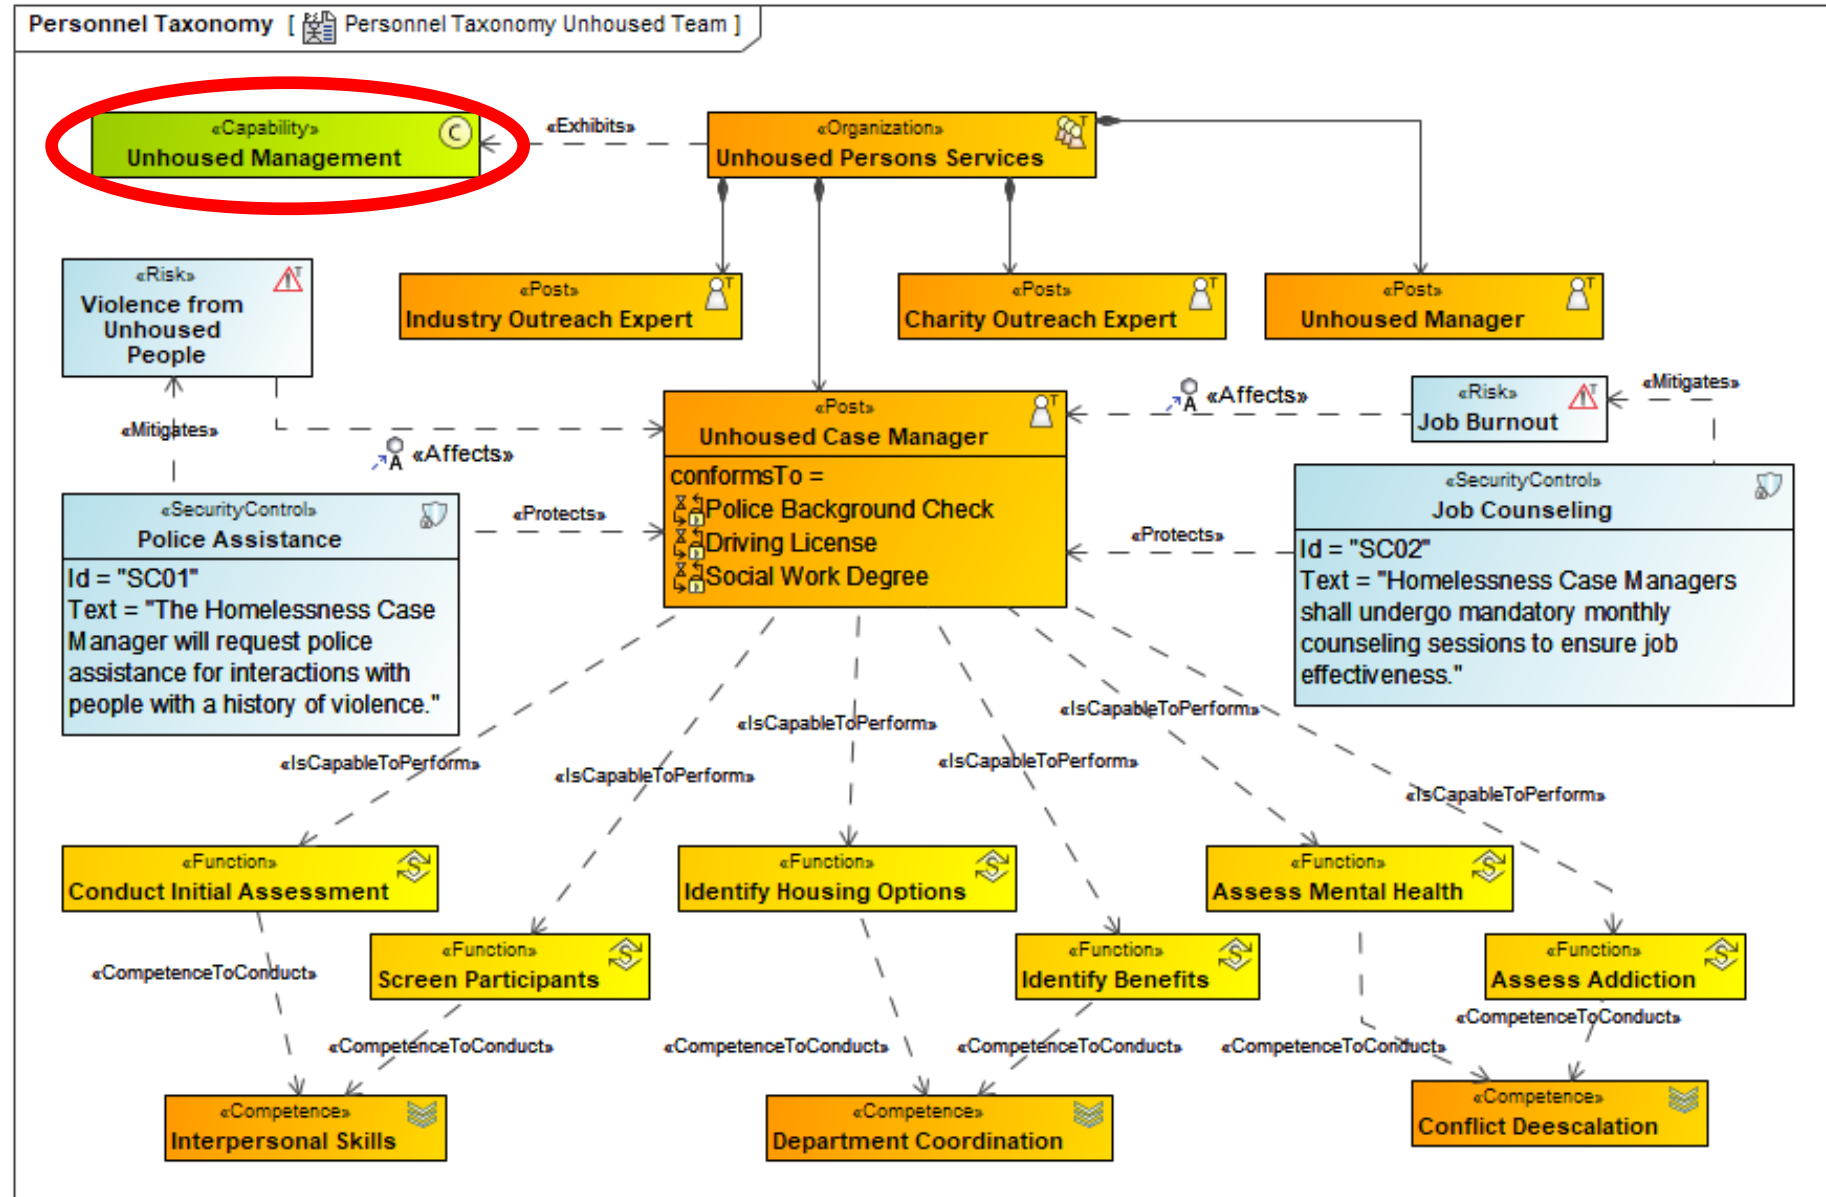 Personnel Taxonomy [ Personnel Taxonomy Unhoused Team ]
«Capability»
Unhoused Management
C
«Exhibits»
«Organization»
Unhoused Persons Services
«Risk»
Violence from
Unhoused
People
«Post»
Industry Outreach Expert
«Post»
Charity Outreach Expert
«Post»
Unhoused Manager
«Mitigates»
A «Affects»
«Post»
Unhoused Case Manager
conformsTo =
Police Background Check
Driving License
Social Work Degree
A «Affects»
«Risk»
Job Burnout
«Mitigates»
«SecurityControl»
Police Assistance
Id = "SC01"
Text = "The Homelessness Case
Manager will request police
assistance for interactions with
people with a history of violence."
«Protects»
«Protects»
«SecurityControl»
Job Counseling
Id = "SC02"
Text = "Homelessness Case Managers
shall undergo mandatory monthly
counseling sessions to ensure job
effectiveness."
«IsCapableToPerform»
«IsCapableToPerform»
«IsCapableToPerform»
«IsCapableToPerform»
«IsCapableToPerform»
«IsCapableToPerform»
«Function»
Conduct Initial Assessment
«Function»
Screen Participants
«Function»
Identify Housing Options
«Function»
Identify Benefits
«Function»
Assess Mental Health
«Function»
Assess Addiction
«CompetenceToConduct»
«CompetenceToConduct»
«CompetenceToConduct»
«CompetenceToConduct»
«CompetenceToConduct»
«CompetenceToConduct»
«Competence»
Interpersonal Skills
«Competence»
Department Coordination
«Competence»
Conflict Deescalation